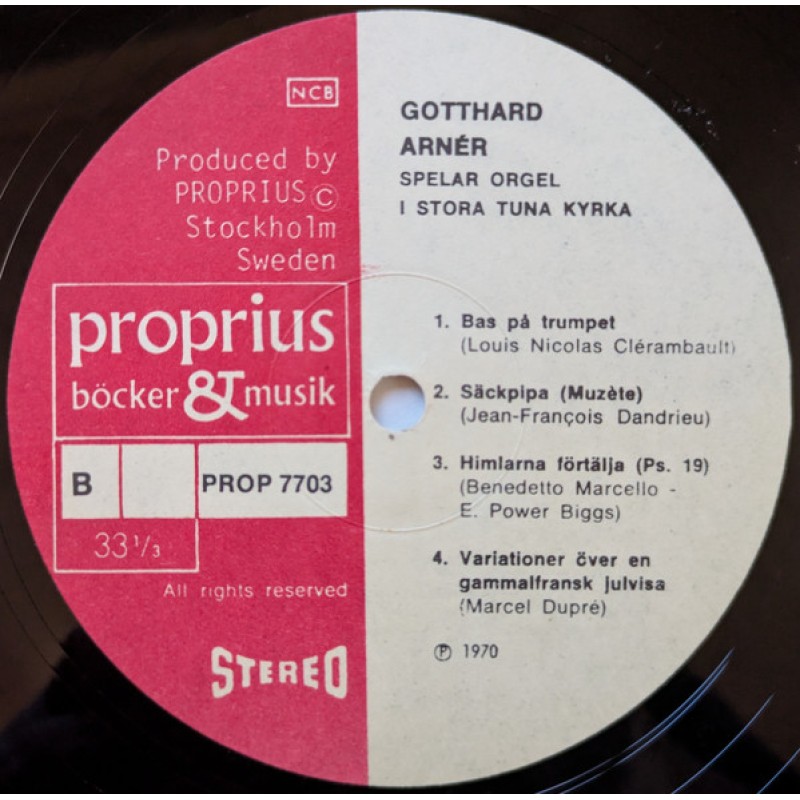 NCB
Produced by
PROPRIUS ©
Stockholm
Sweden
proprius
böcker & musik
B
PROP 7703
33 1/3
All rights reserved
STEREO
GOTTHARD
ARNÉR
SPELAR ORGEL
I STORA TUNA KYRKA
1. Bas på trumpet
(Louis Nicolas Clérambault)
2. Säckpipa (Muzète)
(Jean-François Dandrieu)
3. Himlarna förtälja (Ps. 19)
(Benedetto Marcello -
E. Power Biggs)
4. Variationer över en
gammalfransk julvisa
(Marcel Dupré)
℗ 1970